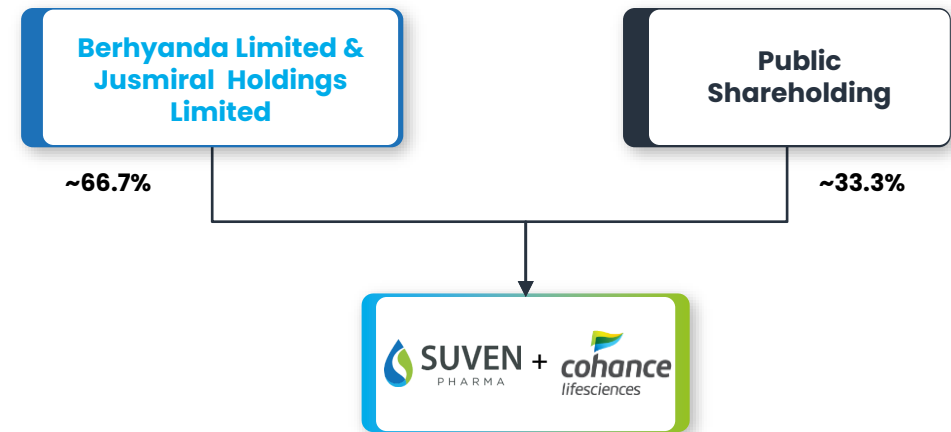 Berhyanda Limited &
Jusmiral Holdings
Limited
Public
Shareholding
~66.7%
~33.3%
SUVEN + cohance
PHARMA lifesciences